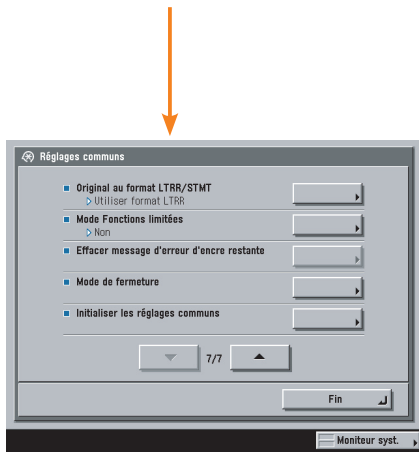 Réglages communs
Original au format LTRR/STMT
Utiliser format LTRR
Mode Fonctions limitées
Non
Effacer message d'erreur d'encre restante
Mode de fermeture
Initialiser les réglages communs
7/7
Fin
Moniteur syst.